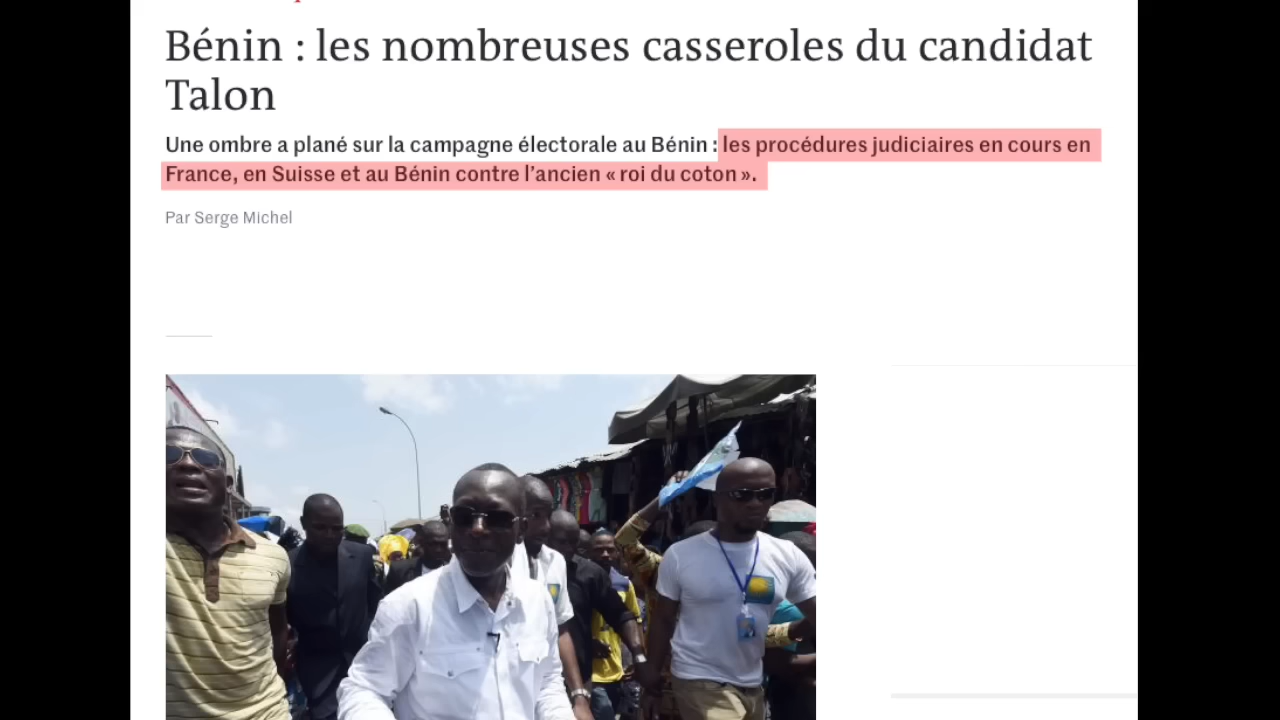 Bénin : les nombreuses casseroles du candidat
Talon
Une ombre a plané sur la campagne électorale au Bénin : les procédures judiciaires en cours en
France, en Suisse et au Bénin contre l’ancien « roi du coton ».
Par Serge Michel